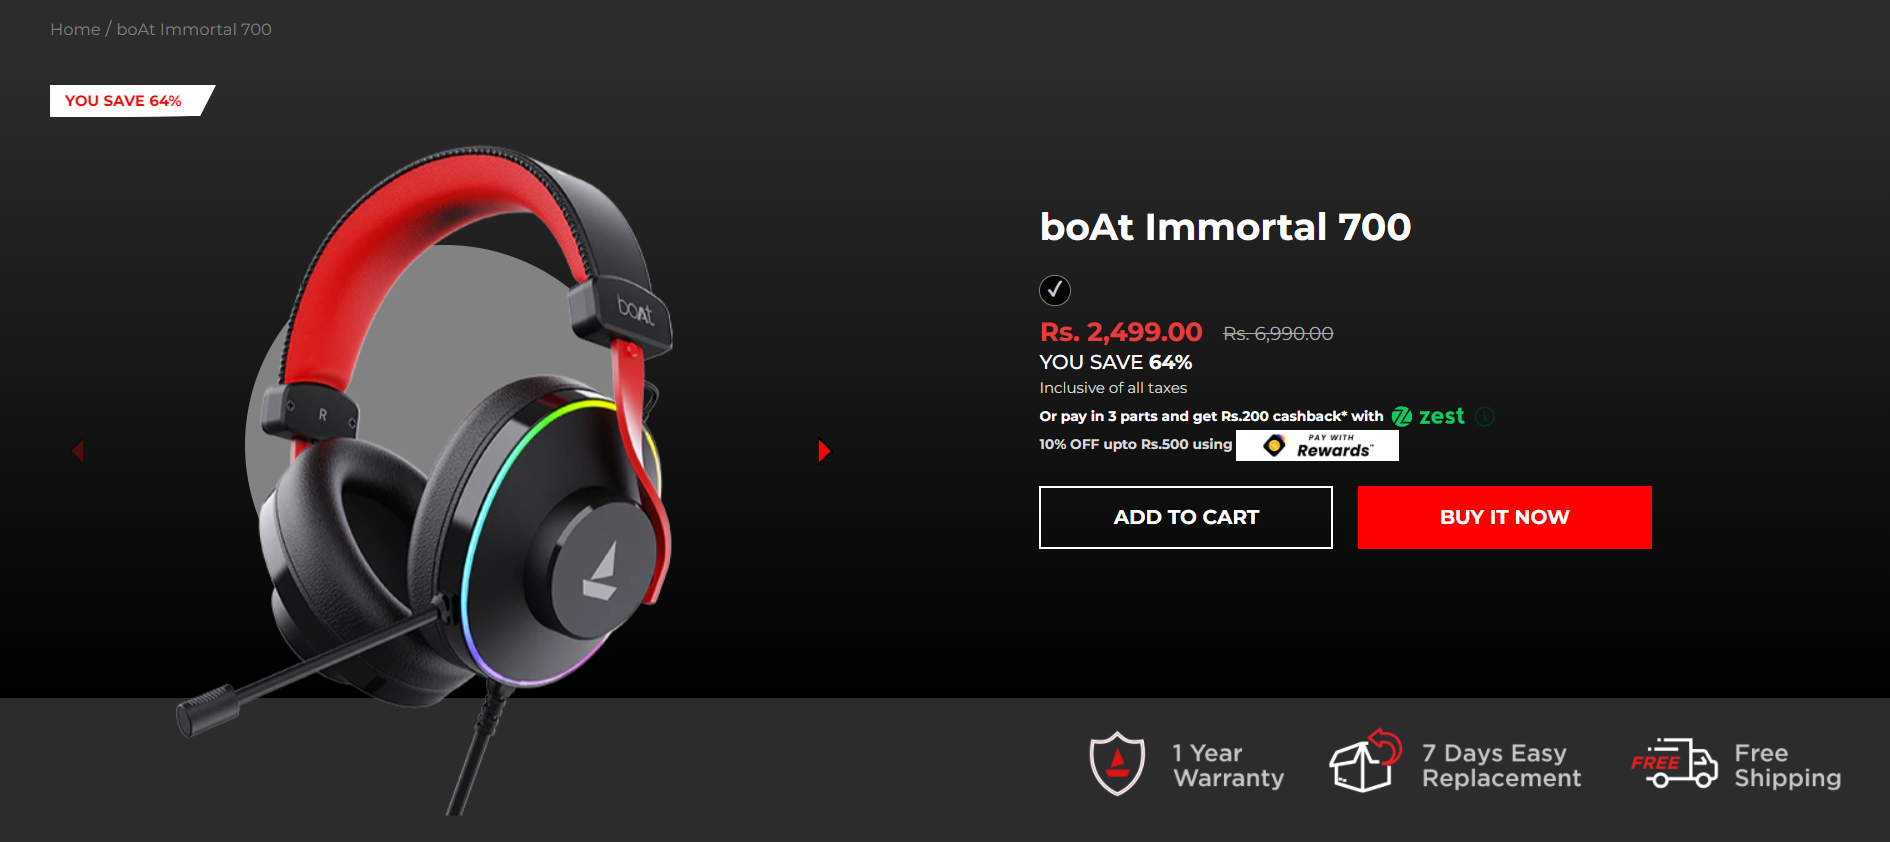 Home / boAt Immortal 700
YOU SAVE 64%
boAt
R
boAt Immortal 700
Rs. 2,499.00 Rs. 6,990.00
YOU SAVE 64%
Inclusive of all taxes
Or pay in 3 parts and get Rs.200 cashback* with zest
10% OFF upto Rs.500 using PAY WITH Rewards™
ADD TO CART
BUY IT NOW
1 Year
Warranty
7 Days Easy
Replacement
FREE
Free
Shipping